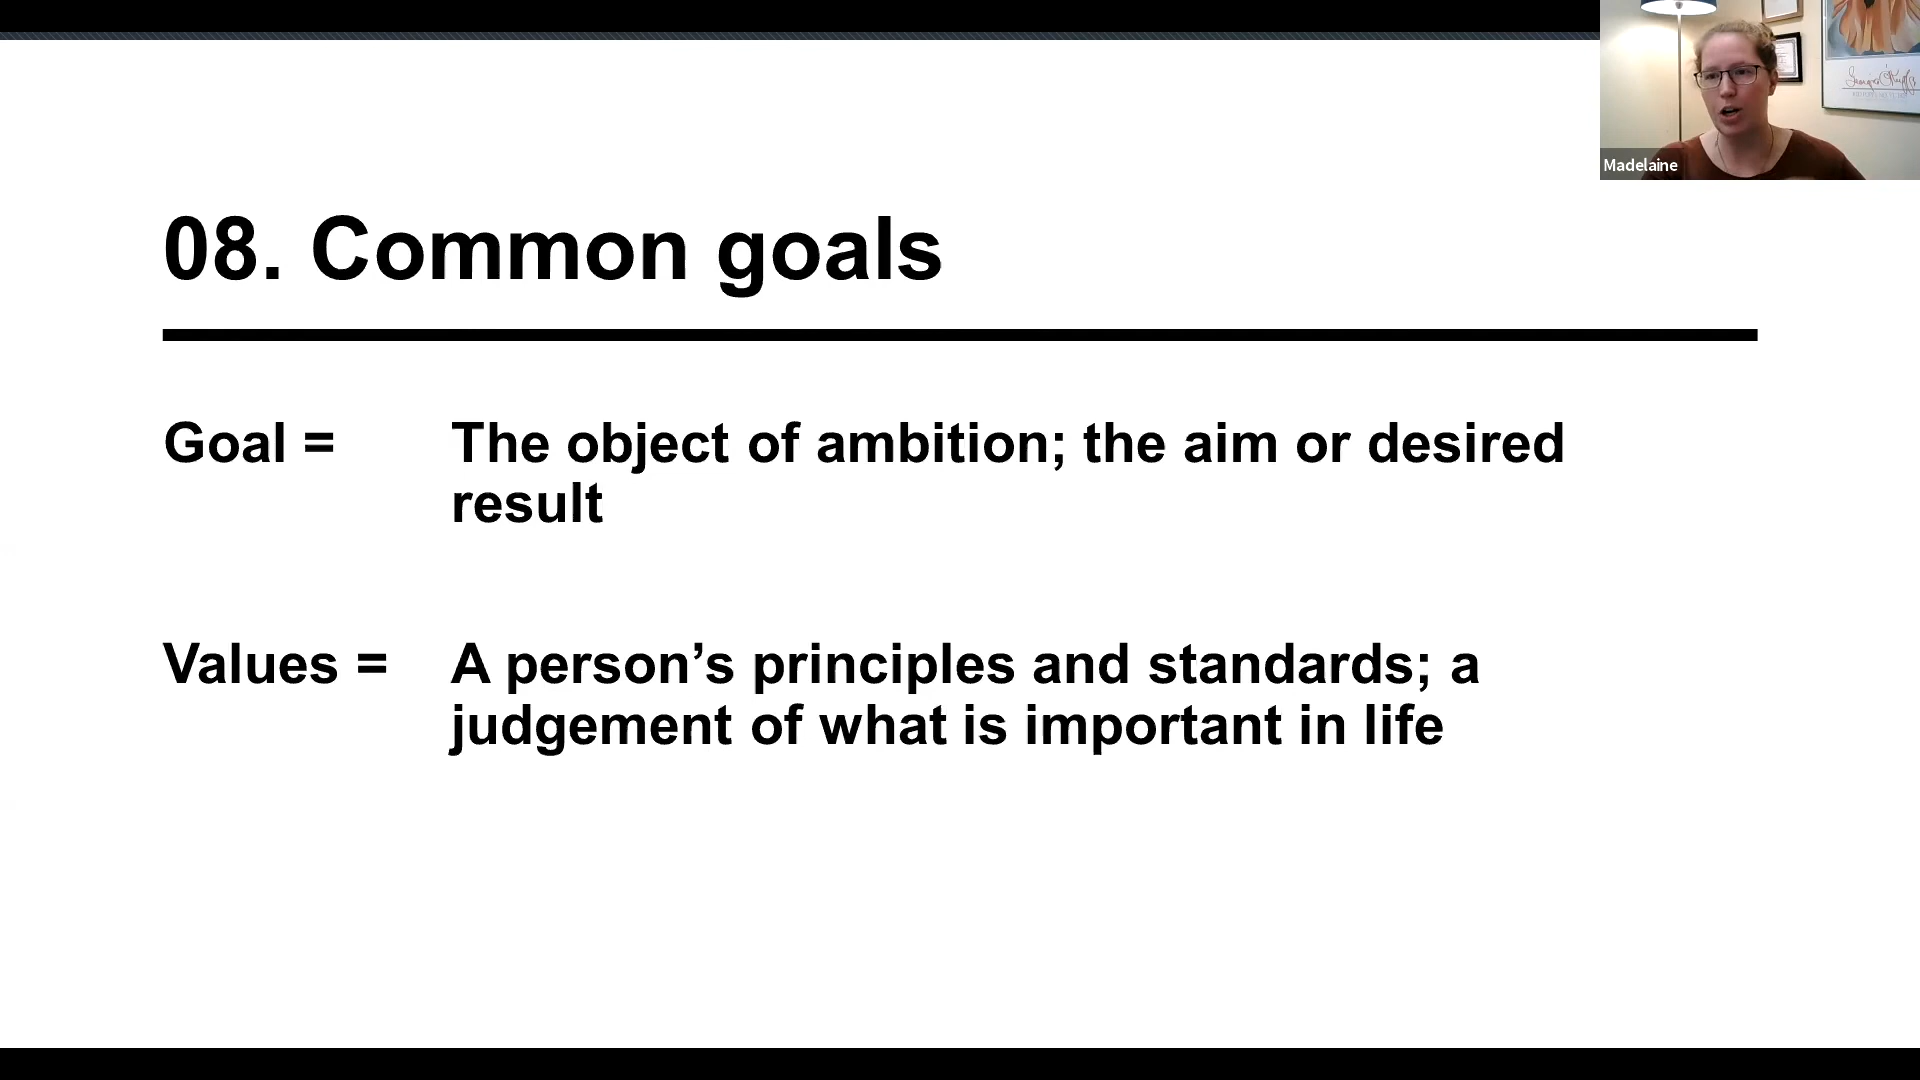 Madelaine
08. Common goals
Goal = The object of ambition; the aim or desired
result
Values = A person’s principles and standards; a
judgement of what is important in life